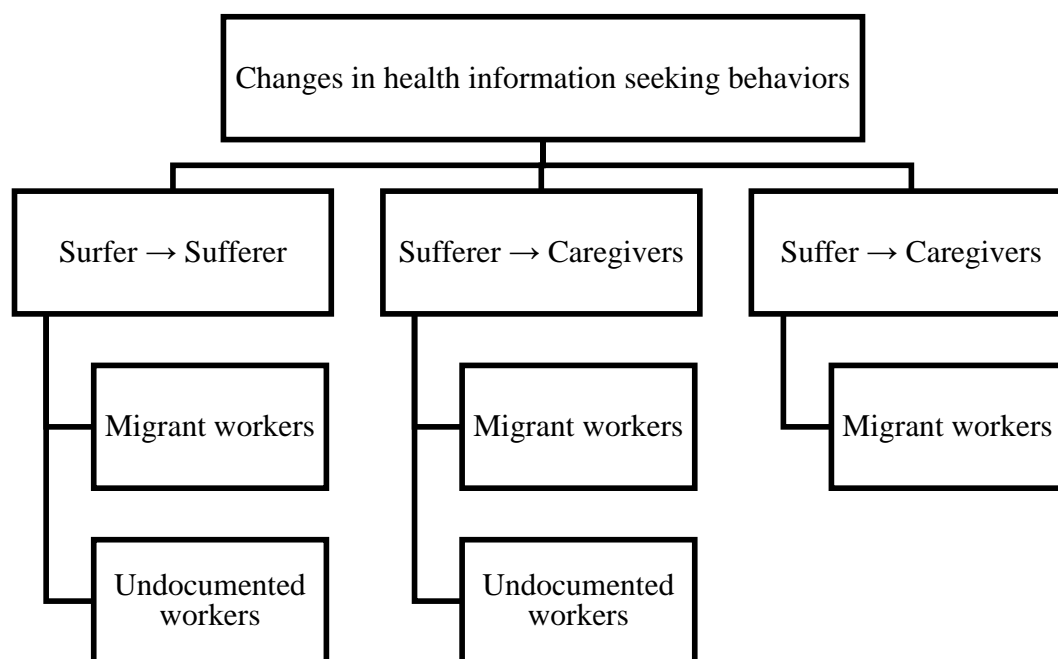 Changes in health information seeking behaviors
Surfer → Sufferer
Sufferer → Caregivers
Suffer → Caregivers
Migrant workers
Migrant workers
Migrant workers
Undocumented
workers
Undocumented
workers